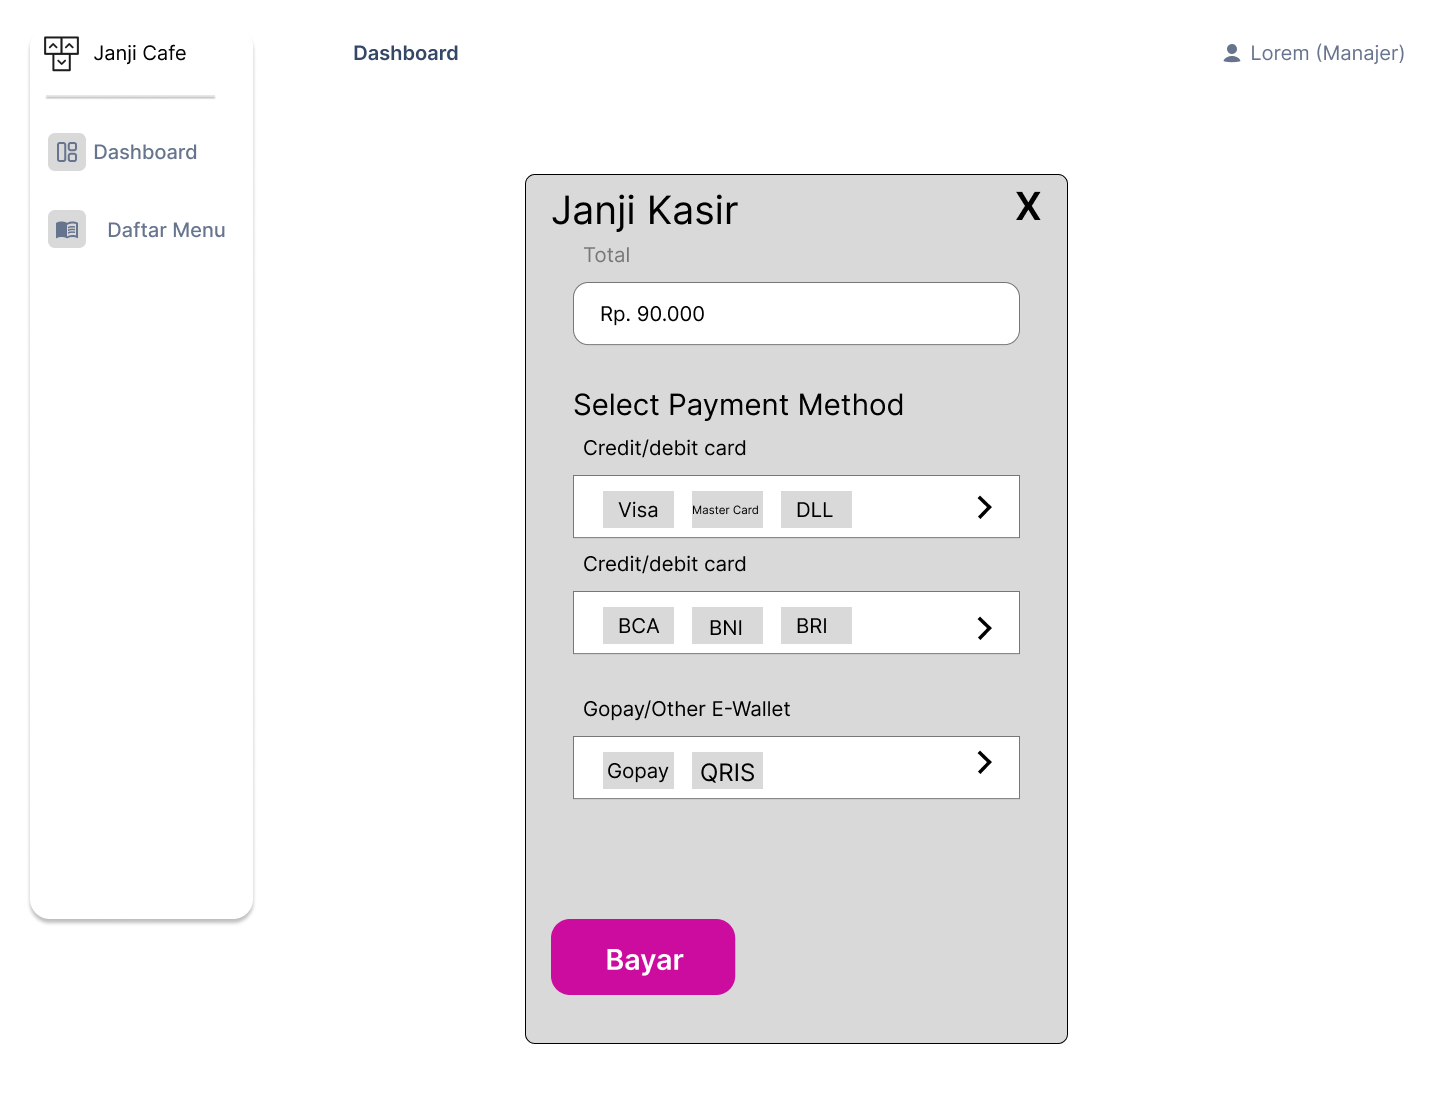 Janji Cafe
Dashboard
Lorem (Manajer)
Dashboard
Daftar Menu
Janji Kasir
X
Total
Rp. 90.000
Select Payment Method
Credit/debit card
Visa Master Card DLL
Credit/debit card
BCA BNI BRI
Gopay/Other E-Wallet
Gopay QRIS
Bayar